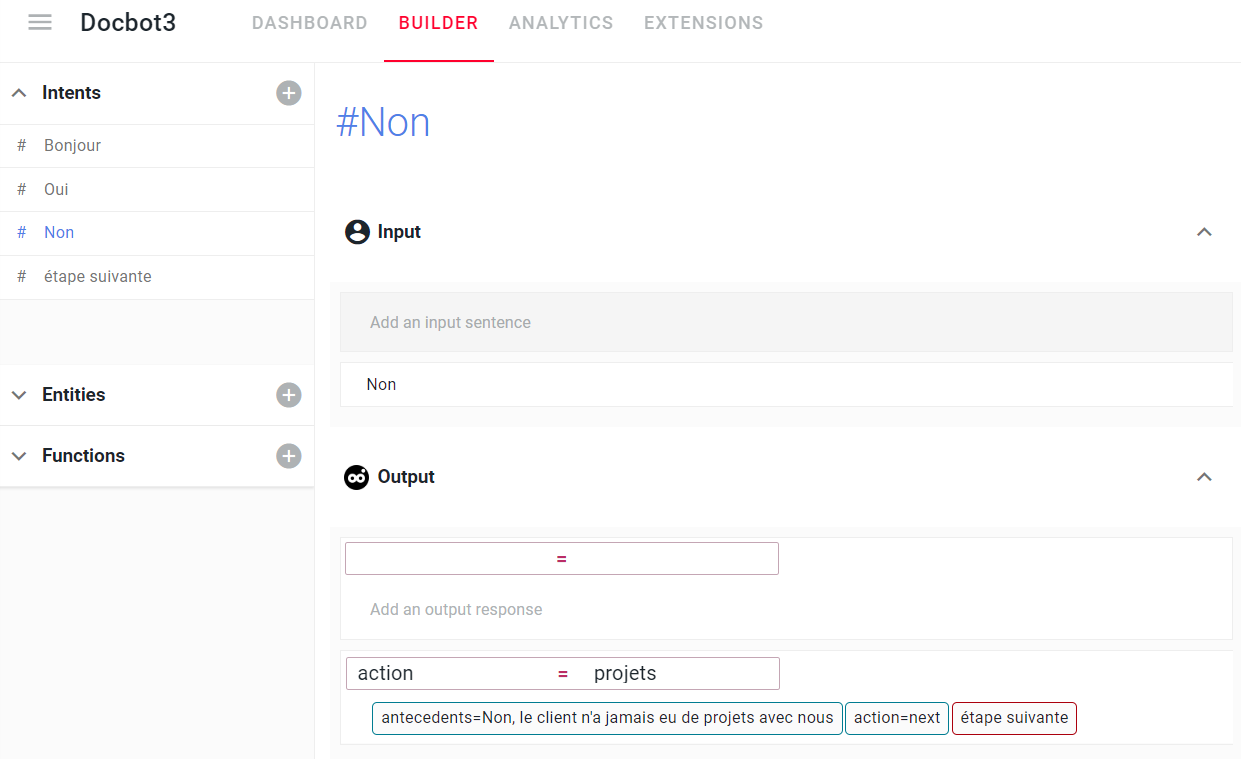 Docbot3 DASHBOARD BUILDER ANALYTICS EXTENSIONS
Intents
# Bonjour
# Oui
# Non
# étape suivante
Entities
Functions
#Non
Input
Add an input sentence
Non
Output
=
Add an output response
action = projets
antecedents=Non, le client n'a jamais eu de projets avec nous action=next étape suivante